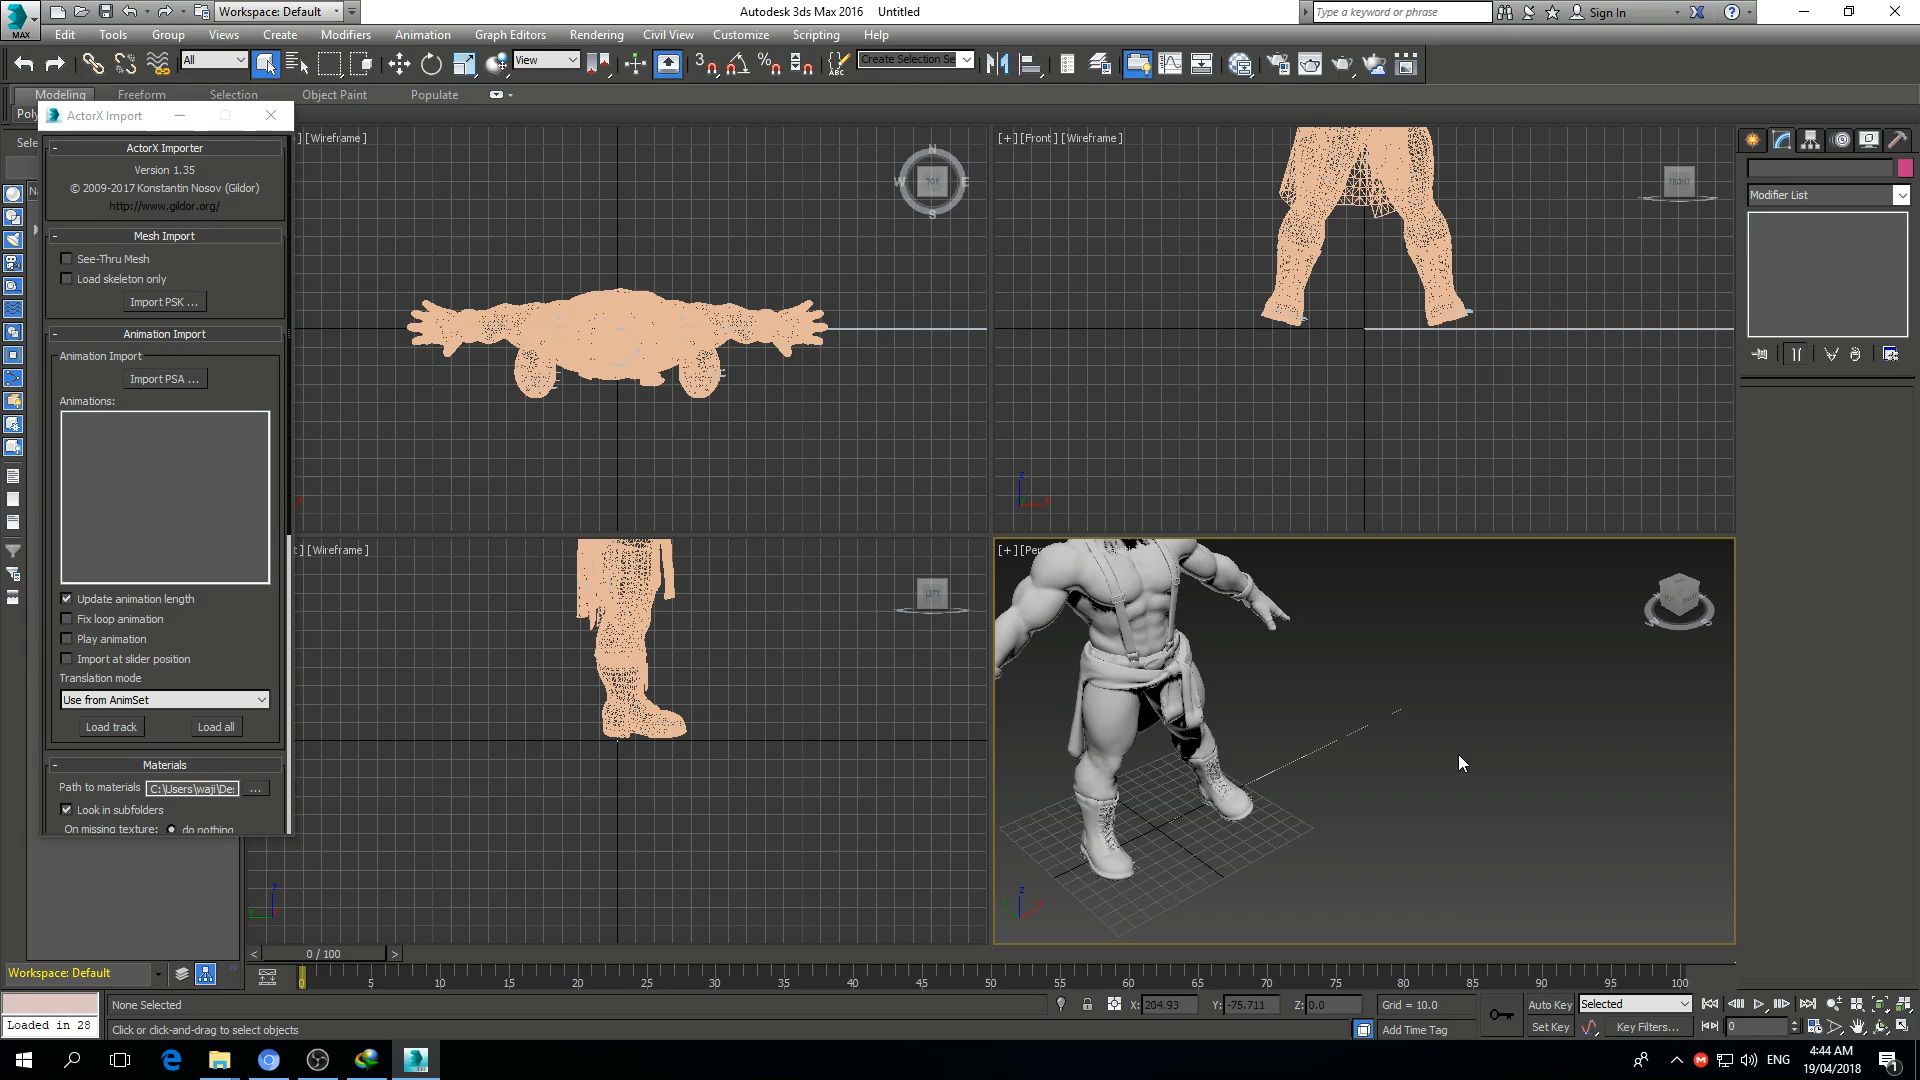 Workspace: Default
Autodesk 3ds Max 2016 Untitled
Type a keyword or phrase
Sign In
MAX
Edit Tools Group Views Create Modifiers Animation Graph Editors Rendering Civil View Customize Scripting Help
All
View
Create Selection Se
Modeling Freeform Selection Object Paint Populate
Poly
ActorX Import
Sele
ActorX Importer
Version 1.35
© 2009-2017 Konstantin Nosov (Gildor)
http://www.gildor.org/
Mesh Import
See-Thru Mesh
Load skeleton only
Import PSK ...
Animation Import
Animation Import
Import PSA ...
Animations:
Update animation length
Fix loop animation
Play animation
Import at slider position
Translation mode
Use from AnimSet
Load track Load all
Materials
Path to materials C:\Users\waji\De: ...
Look in subfolders
On missing texture: do nothing
] [Wireframe ]
N
W TOP E
S
[+] [Front ] [Wireframe ]
FRONT
z
x
t ] [Wireframe ]
LEFT
z
y
[+] [Per
z
x
Modifier List
0 / 100
0 5 10 15 20 25 30 35 40 45 50 55 60 65 70 75 80 85 90 95 100
Workspace: Default
None Selected
X: 204.93 Y: -75.711 Z: 0.0 Grid = 10.0
Auto Key Selected
Loaded in 28
Click or click-and-drag to select objects
Add Time Tag
Set Key Key Filters... 0
ENG
4:44 AM
19/04/2018
1